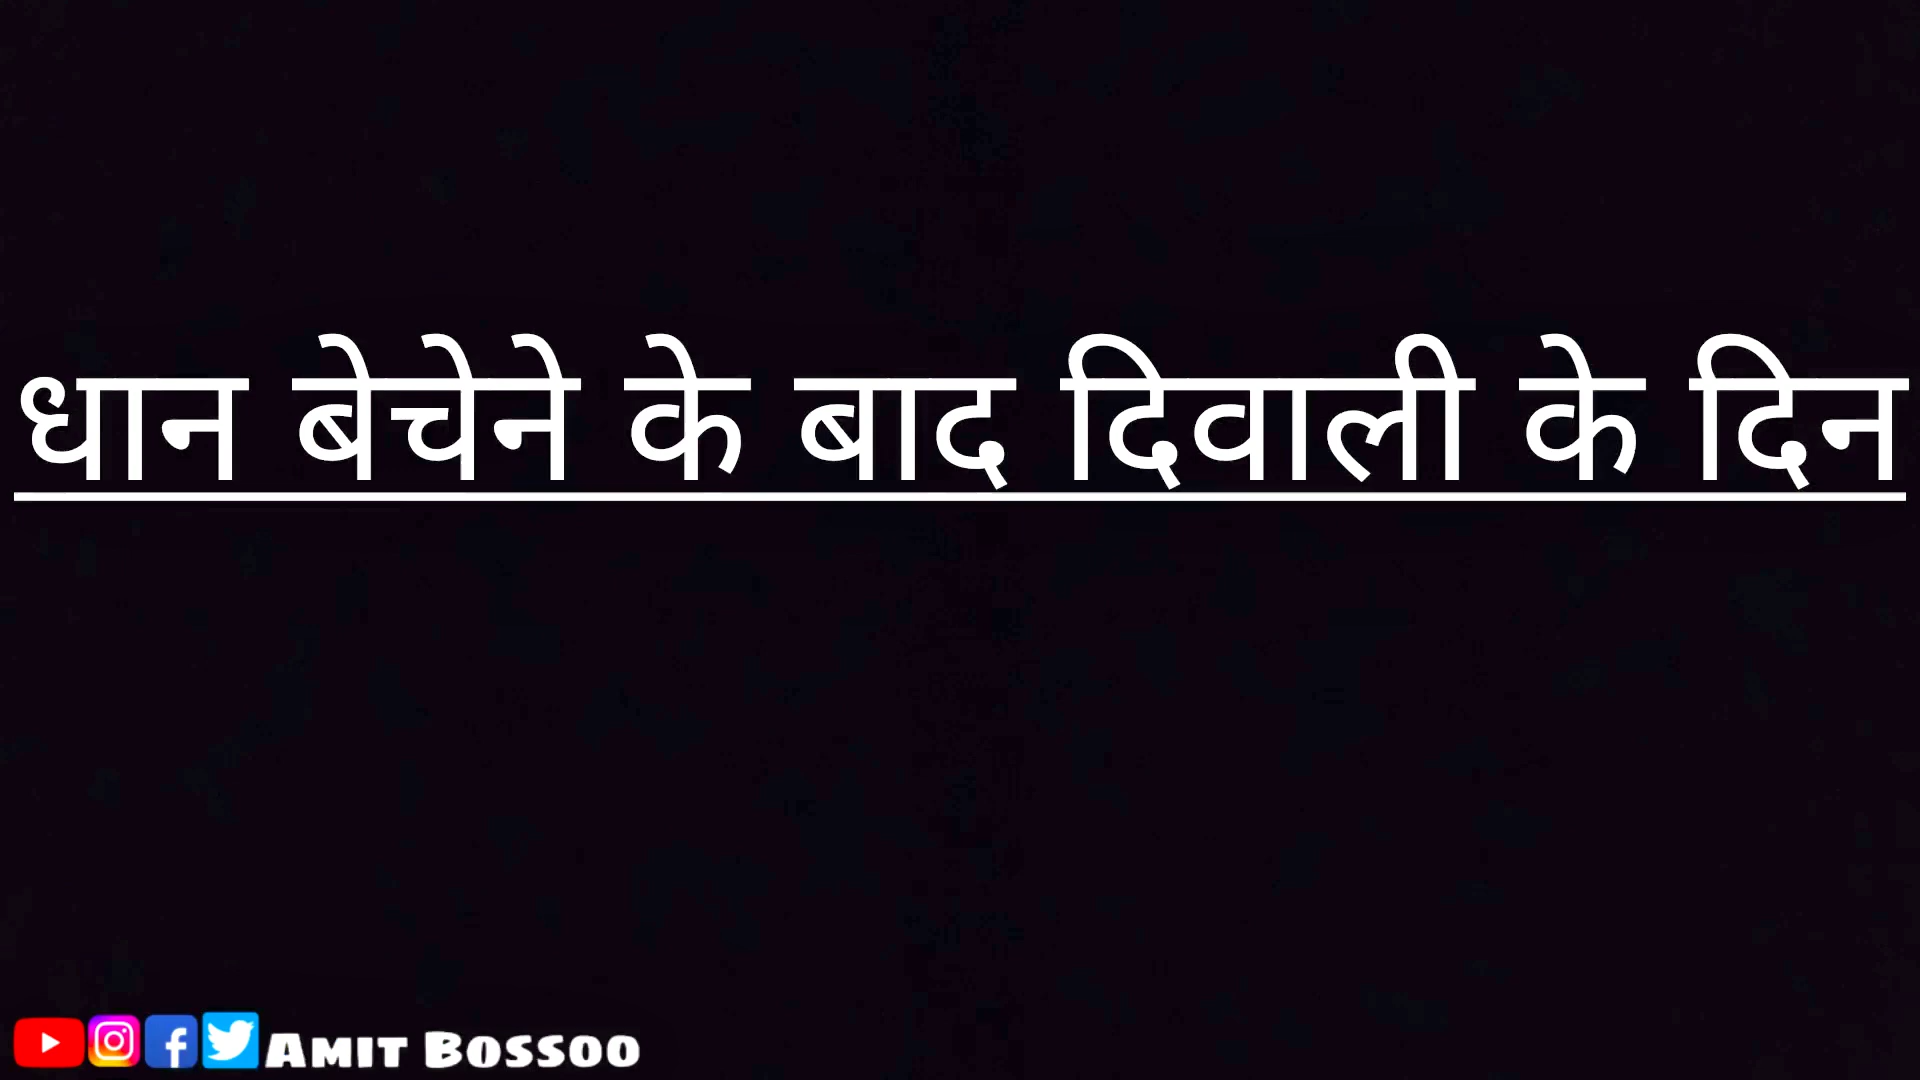 धान बेचेने के बाद दिवाली के दिन
Amit Bossoo